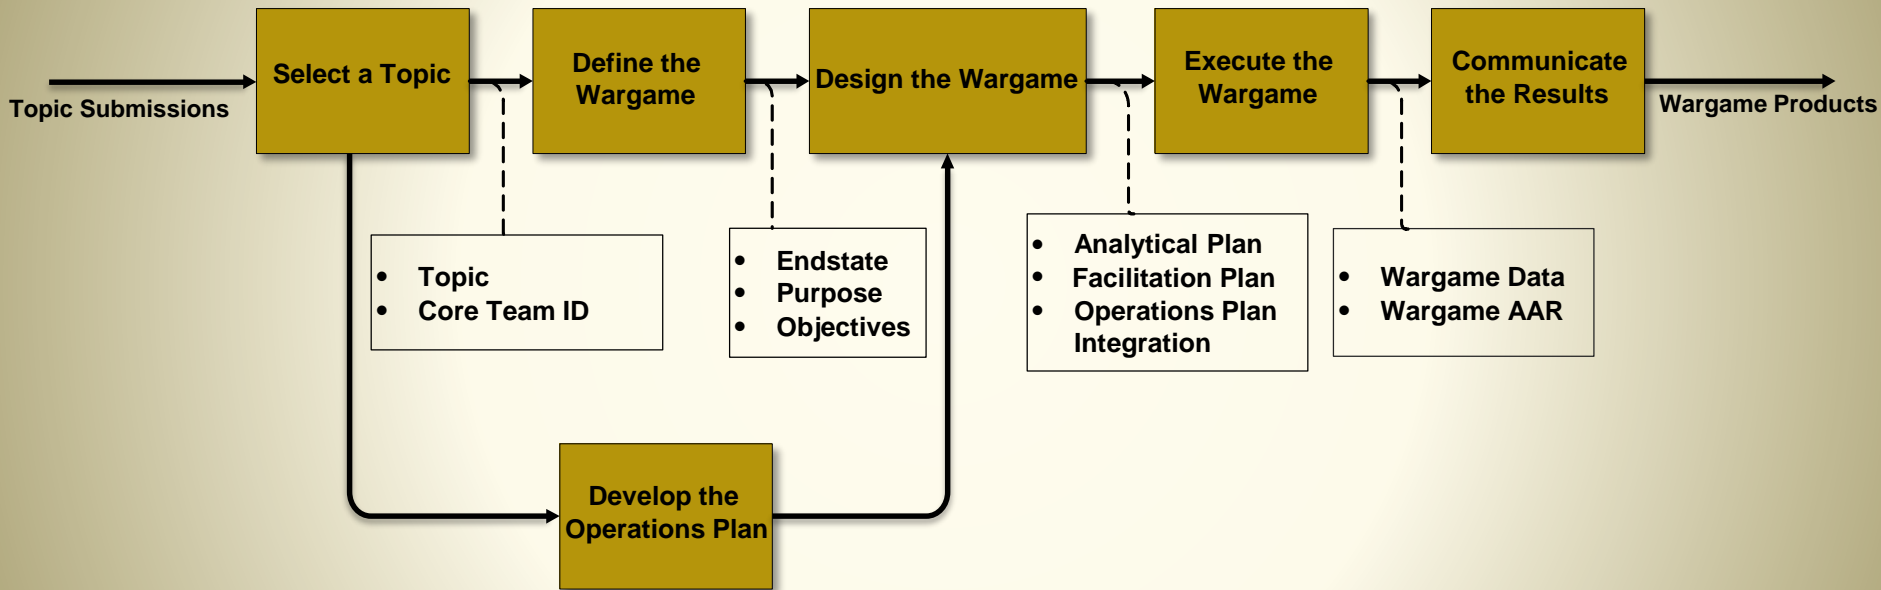 Topic Submissions
Select a Topic
Define the
Wargame
Design the Wargame
Execute the
Wargame
Communicate
the Results
Wargame Products
• Topic
• Core Team ID
• Endstate
• Purpose
• Objectives
• Analytical Plan
• Facilitation Plan
• Operations Plan
Integration
• Wargame Data
• Wargame AAR
Develop the
Operations Plan